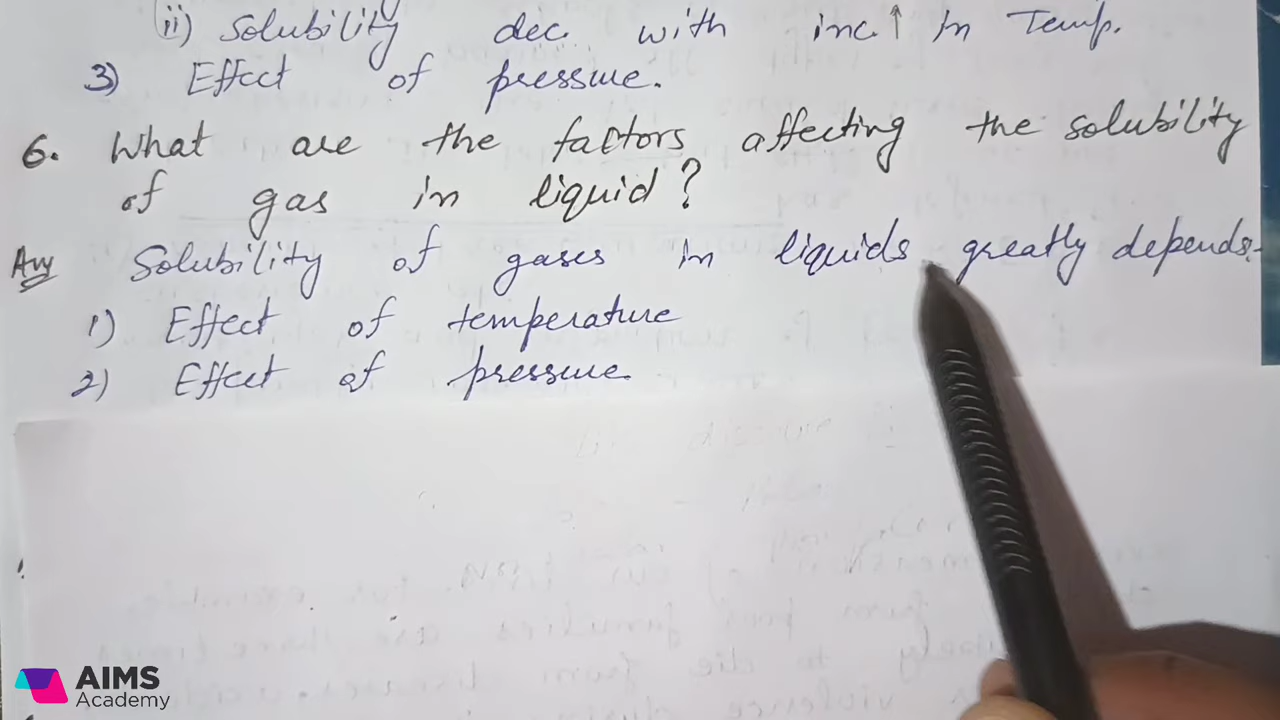 (ii) Solubility dec. with inc.↑ in Temp.
3) Effect of pressure.
6. What are the factors affecting the solubility
of gas in liquid?
Ans Solubility of gases in liquids greatly depends.-
1) Effect of temperature
2) Effect of pressure.
AIMS
Academy